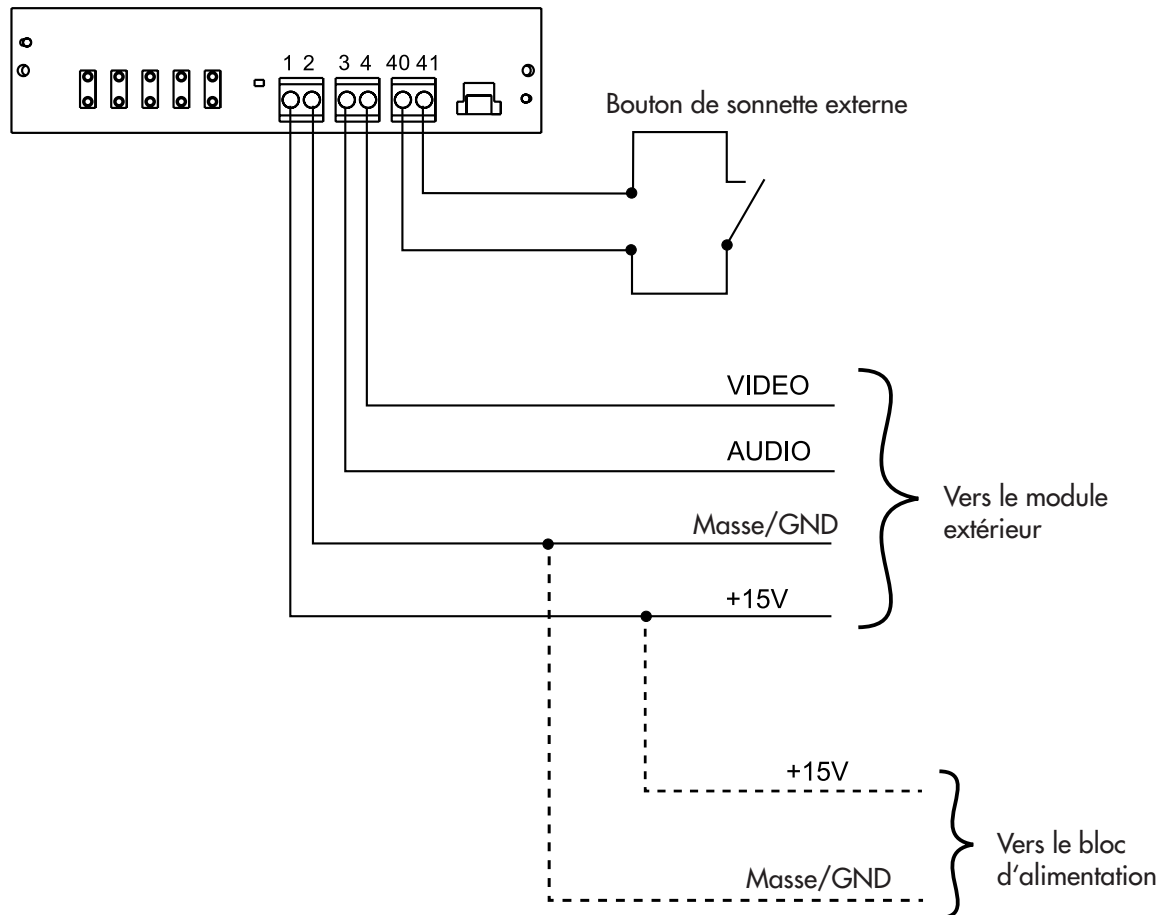 1 2 3 4 40 41
Bouton de sonnette externe
VIDEO
AUDIO
Masse/GND
+15V
Vers le module
extérieur
+15V
Masse/GND
Vers le bloc
d‘alimentation